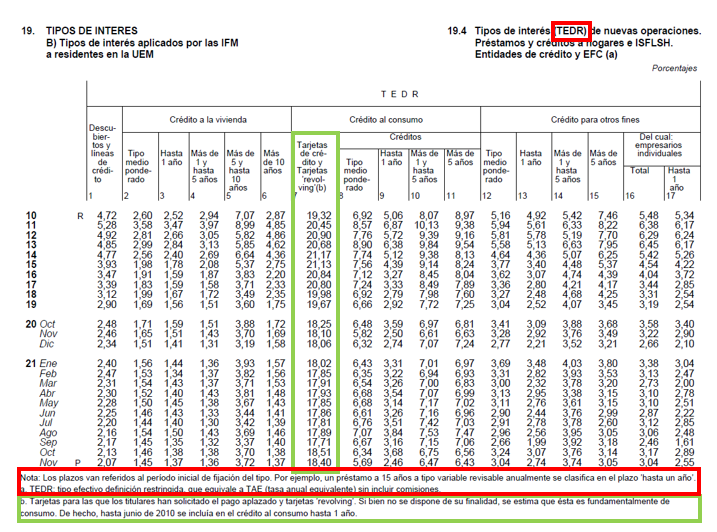 19. TIPOS DE INTERES
B) Tipos de interés aplicados por las IFM
a residentes en la UEM
19.4 Tipos de interés (TEDR) de nuevas operaciones.
Préstamos y créditos a hogares e ISFLSH.
Entidades de crédito y EFC (a)
Porcentajes
T E D R
Descu-
bier-
tos y
líneas
de
crédi-
to
Crédito a la vivienda
Tipo
medio
ponde-
rado
Hasta
1 año
Más de
1 y
hasta
5 años
Más de
5 y
hasta
10
años
Más
de 10
años
Crédito al consumo
Tarjetas
de cré-
dito y
Tarjetas
'revol-
ving'(b)
Créditos
Tipo
medio
ponde-
rado
Hasta
1 año
Más de
1 y
hasta
5 años
Más de
5 años
Crédito para otros fines
Tipo
medio
ponde-
rado
Hasta
1 año
Más de
1 y
hasta
5 años
Más de
5 años
Del cual:
empresarios
individuales
Total
Hasta
1
año
1 2 3 4 5 6 7 8 9 10 11 12 13 14 15 16 17
10 R 4,72 2,60 2,52 2,94 7,07 2,87 19,32 6,92 5,06 8,07 8,97 5,16 4,92 5,42 7,46 5,48 5,34
11 5,28 3,58 3,47 3,97 8,99 4,85 20,45 8,57 6,87 10,13 9,38 5,94 5,61 6,33 8,22 6,38 6,17
12 4,92 2,81 2,66 3,05 5,82 4,86 20,90 7,76 5,72 9,39 9,16 5,81 5,78 5,19 7,70 6,29 6,24
13 4,85 2,99 2,84 3,13 5,85 4,62 20,68 8,90 6,38 9,84 9,54 5,58 5,13 6,63 7,95 6,45 6,17
14 4,77 2,56 2,40 2,69 6,64 4,36 21,17 7,74 5,12 9,38 8,13 4,64 4,36 5,07 6,25 5,42 5,26
15 3,93 1,98 1,78 2,08 5,37 2,75 21,13 7,56 4,39 9,14 8,24 3,77 3,40 4,48 5,37 4,54 4,22
16 3,47 1,91 1,59 1,87 3,83 2,20 20,84 7,12 3,27 8,45 8,04 3,62 3,07 4,74 4,39 4,04 3,72
17 3,39 1,83 1,59 1,58 3,71 2,33 20,80 7,24 3,33 8,49 7,89 3,36 2,80 4,21 4,17 3,44 2,85
18 3,12 1,99 1,67 1,72 3,49 2,35 19,98 6,92 2,79 7,98 7,60 3,27 2,48 4,68 4,25 3,31 2,54
19 2,90 1,69 1,56 1,51 3,60 1,75 19,67 6,66 2,92 7,72 7,25 3,04 2,52 4,07 3,45 3,19 2,54
20 Oct 2,48 1,71 1,59 1,51 3,88 1,72 18,25 6,48 3,59 6,97 6,81 3,41 3,09 3,88 3,68 3,58 3,40
Nov 2,46 1,65 1,51 1,43 3,70 1,69 18,10 5,82 2,50 6,61 6,63 3,28 2,92 3,76 3,49 3,22 2,90
Dic 2,34 1,51 1,41 1,31 3,19 1,58 18,06 6,32 2,74 7,07 7,24 2,77 2,21 3,52 3,21 2,66 2,10
21 Ene 2,40 1,56 1,44 1,36 3,93 1,57 18,02 6,43 3,31 7,01 6,97 3,69 3,48 4,03 3,80 3,38 3,04
Feb 2,47 1,53 1,34 1,37 3,82 1,56 17,85 6,35 3,22 6,94 6,93 3,31 2,82 3,93 3,53 3,13 2,47
Mar 2,31 1,54 1,43 1,37 3,71 1,53 17,91 6,54 3,26 7,00 6,83 3,00 2,32 3,78 3,20 2,73 2,00
Abr 2,30 1,52 1,40 1,43 3,81 1,48 17,93 6,68 3,54 7,07 6,99 3,13 2,95 3,38 3,15 3,10 2,78
May 2,28 1,50 1,45 1,38 3,67 1,43 17,85 6,68 3,14 7,17 7,02 3,11 2,76 3,61 3,15 3,10 2,51
Jun 2,25 1,46 1,43 1,33 3,44 1,41 17,86 6,61 3,26 7,16 6,96 2,90 2,44 3,76 2,99 2,87 2,22
Jul 2,20 1,44 1,40 1,30 3,42 1,39 17,81 6,76 3,51 7,42 7,03 2,91 2,78 3,78 2,60 3,12 2,85
Ago 2,16 1,54 1,50 1,43 3,69 1,46 17,89 7,07 3,84 7,53 7,47 2,96 2,56 3,95 3,05 3,06 2,48
Sep 2,17 1,45 1,35 1,32 3,37 1,40 17,71 6,67 3,16 7,15 7,06 2,66 1,99 3,92 3,18 2,46 1,61
Oct 2,13 1,46 1,38 1,38 3,70 1,38 18,51 6,34 3,68 6,75 6,56 3,24 3,07 3,76 3,14 3,17 2,89
Nov P 2,07 1,45 1,37 1,36 3,72 1,37 18,40 5,69 2,46 6,47 6,43 3,04 2,74 3,74 3,05 3,04 2,55
Nota: Los plazos van referidos al período inicial de fijación del tipo. Por ejemplo, un préstamo a 15 años a tipo variable revisable anualmente se clasifica en el plazo 'hasta un año'.
a. TEDR: tipo efectivo definición restringida, que equivale a TAE (tasa anual equivalente) sin incluir comisiones.
b. Tarjetas para las que los titulares han solicitado el pago aplazado y tarjetas 'revolving'. Si bien no se dispone de su finalidad, se estima que ésta es fundamentalmente de
consumo. De hecho, hasta junio de 2010 se incluía en el crédito al consumo hasta 1 año.